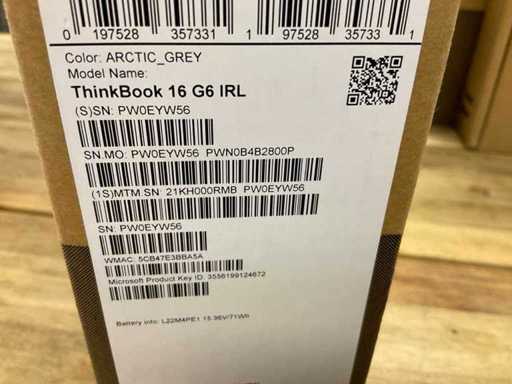 0 197528 357331 1 97528 35733 1
Color: ARCTIC_GREY
Model Name:
ThinkBook 16 G6 IRL
(S)SN: PW0EYW56
SN.MO: PW0EYW56 PWN0B4B2800P
(1S)MTM.SN: 21KH000RMB PW0EYW56
SN: PW0EYW56
WMAC: 5CB47E3BBA5A
Microsoft Product Key ID: 3556199124672
Battery info: L22M4PE1 15.36V/71Wh